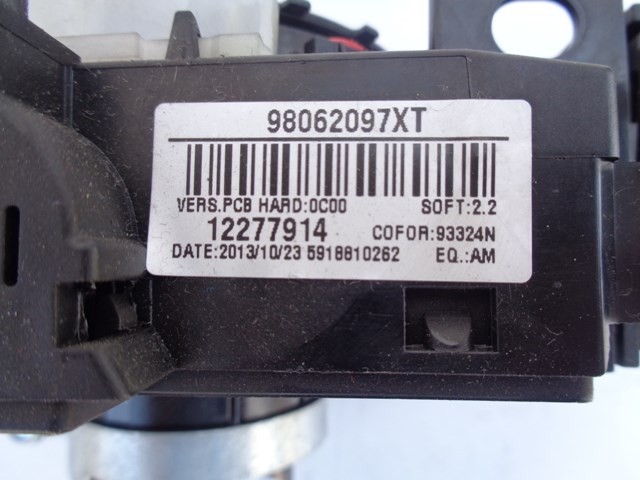 98062097XT
VERS.PCB HARD:0C00 SOFT:2.2
12277914 COFOR:93324N
DATE:2013/10/23 5918810262 EQ.:AM